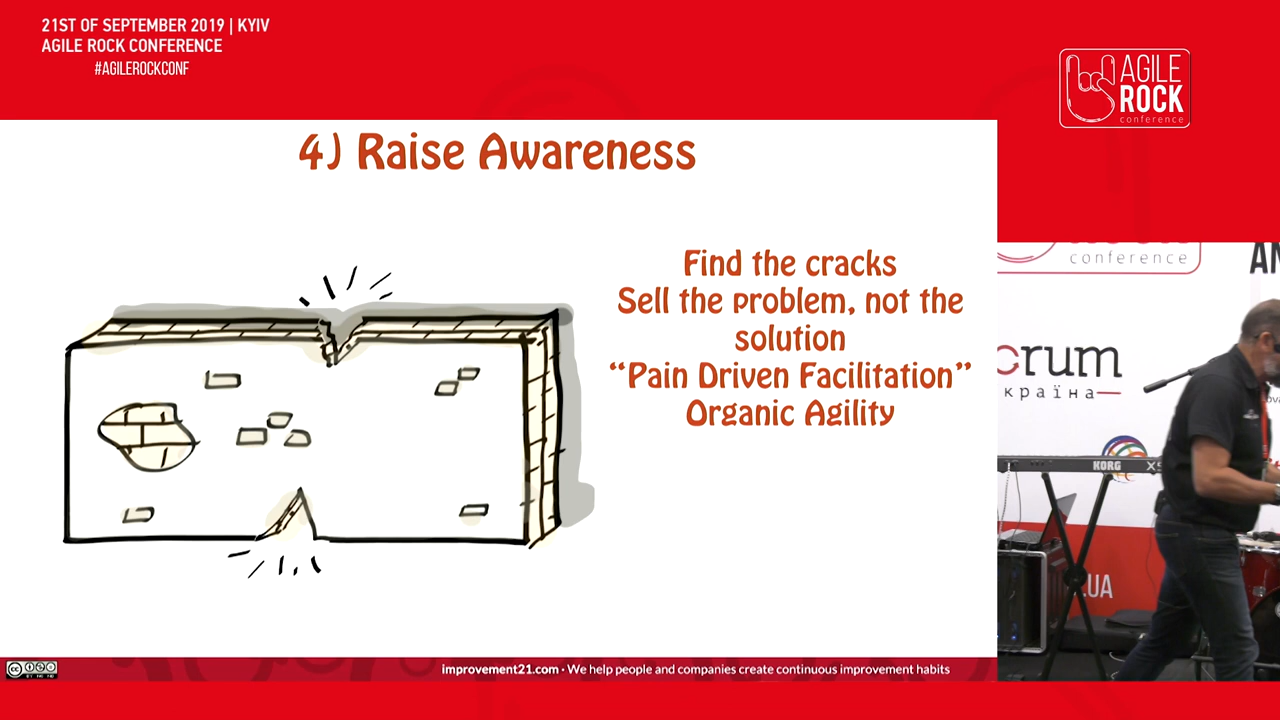 21ST OF SEPTEMBER 2019 | KYIV
AGILE ROCK CONFERENCE
#AGILEROCKCONF
AGILE
ROCK
conference
4) Raise Awareness
Find the cracks
Sell the problem, not the
solution
“Pain Driven Facilitation”
Organic Agility
conference
AN
crum
країна
KORG
X
.UA
improvement21.com · We help people and companies create continuous improvement habits